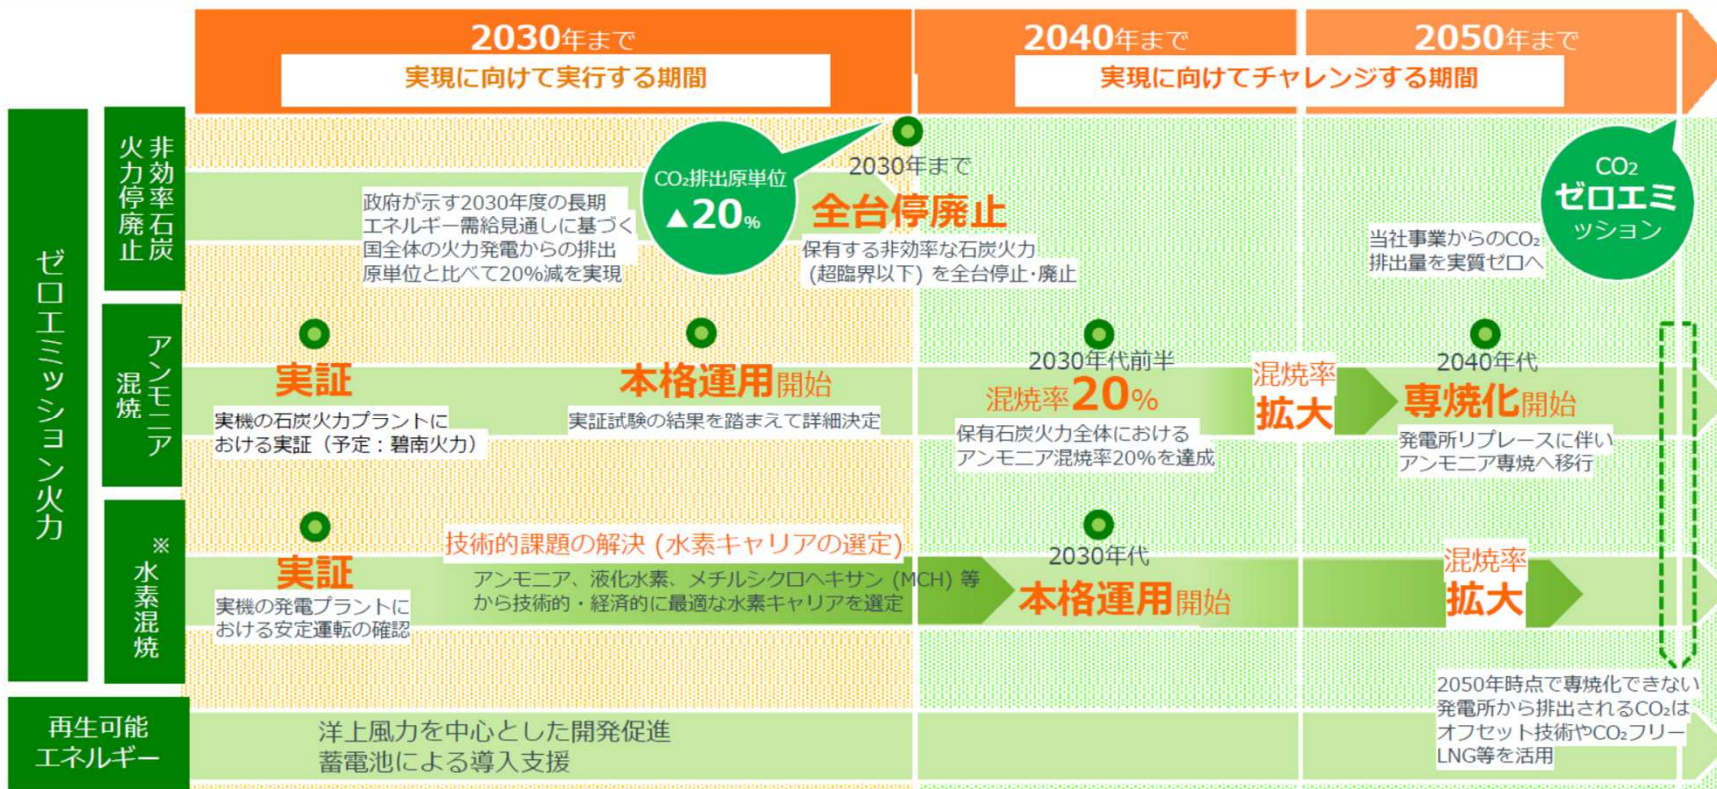 2030年まで
実現に向けて実行する期間
2040年まで
2050年まで
実現に向けてチャレンジする期間
ゼロエミッション火力
非効率石炭
火力停廃止
政府が示す2030年度の長期
エネルギー需給見通しに基づく
国全体の火力発電からの排出
原単位と比べて20%減を実現
CO₂排出原単位
▲20%
2030年まで
全台停廃止
保有する非効率な石炭火力
(超臨界以下) を全台停止・廃止
当社事業からのCO₂
排出量を実質ゼロへ
CO₂
ゼロエミ
ッション
アンモニア
混焼
実証
実機の石炭火力プラントに
おける実証（予定：碧南火力）
本格運用開始
実証試験の結果を踏まえて詳細決定
2030年代前半
混焼率20%
保有石炭火力全体における
アンモニア混焼率20%を達成
混焼率
拡大
2040年代
専焼化開始
発電所リプレースに伴い
アンモニア専焼へ移行
※水素混焼
実証
実機の発電プラントに
おける安定運転の確認
技術的課題の解決 (水素キャリアの選定)
アンモニア、液化水素、メチルシクロヘキサン (MCH) 等
から技術的・経済的に最適な水素キャリアを選定
2030年代
本格運用開始
混焼率
拡大
2050年時点で専焼化できない
発電所から排出されるCO₂は
オフセット技術やCO₂フリー
LNG等を活用
再生可能
エネルギー
洋上風力を中心とした開発促進
蓄電池による導入支援